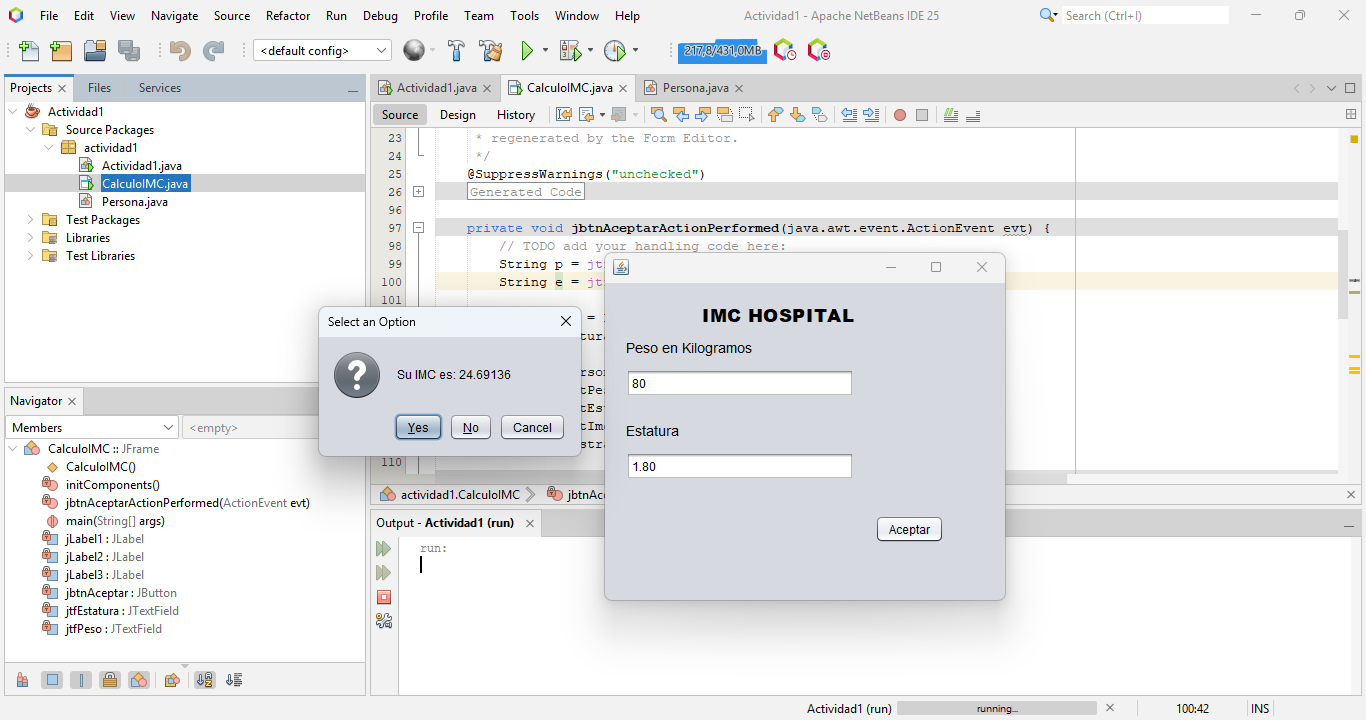 File Edit View Navigate Source Refactor Run Debug Profile Team Tools Window Help
Actividad1 - Apache NetBeans IDE 25
Search (Ctrl+I)
<default config>
217,8/431,0MB
Projects Files Services
Actividad1
Source Packages
actividad1
Actividad1.java
CalculoIMC.java
Persona.java
Test Packages
Libraries
Test Libraries
Actividad1.java CalculoIMC.java Persona.java
Source Design History
23 * regenerated by the Form Editor.
24 */
25 @SuppressWarnings("unchecked")
26 Generated Code
96
97 private void jbtnAceptarActionPerformed(java.awt.event.ActionEvent evt) {
98 // TODO add your handling code here:
99 String p = jt
100 String e = jt
101
110
Select an Option
Su IMC es: 24.69136
Yes No Cancel
IMC HOSPITAL
Peso en Kilogramos
80
Estatura
1.80
Aceptar
Navigator
Members
<empty>
CalculoIMC :: JFrame
CalculoIMC()
initComponents()
jbtnAceptarActionPerformed(ActionEvent evt)
main(String[] args)
jLabel1 : JLabel
jLabel2 : JLabel
jLabel3 : JLabel
jbtnAceptar : JButton
jtfEstatura : JTextField
jtfPeso : JTextField
actividad1.CalculoIMC jbtnAc
Output - Actividad1 (run)
run:
Actividad1 (run) running... 100:42 INS